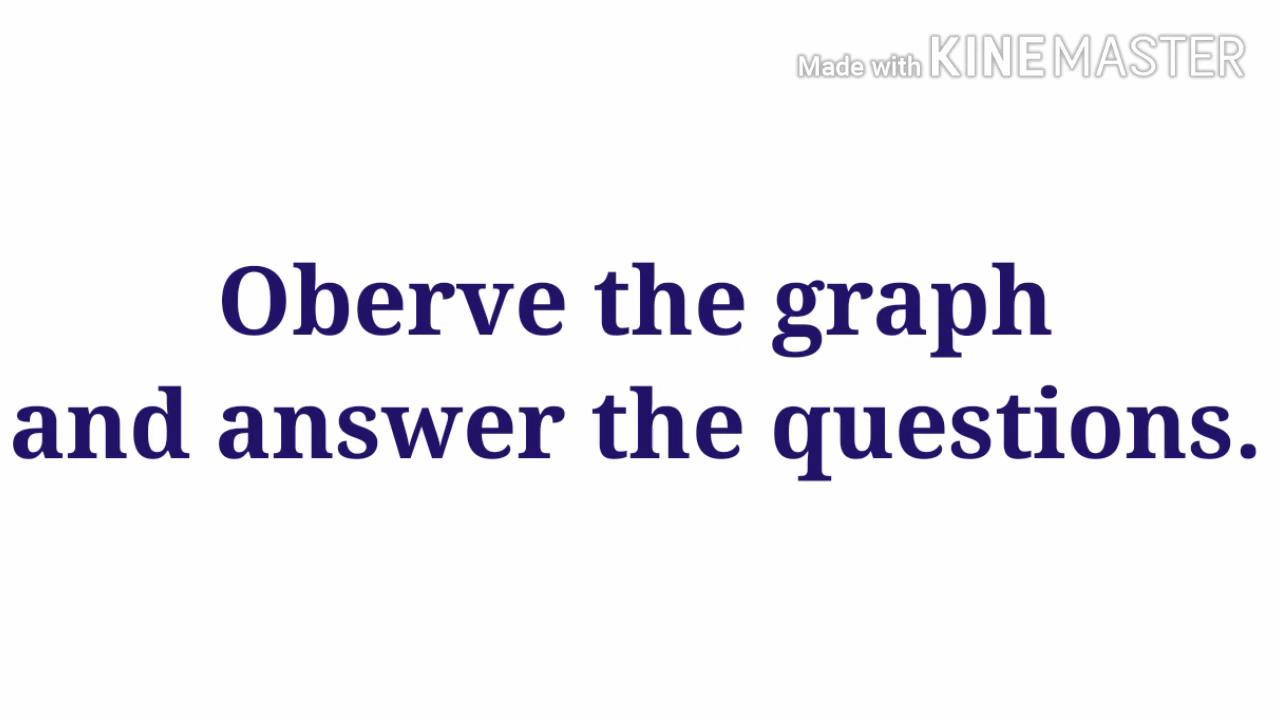 Made with KINEMASTER
Oberve the graph
and answer the questions.